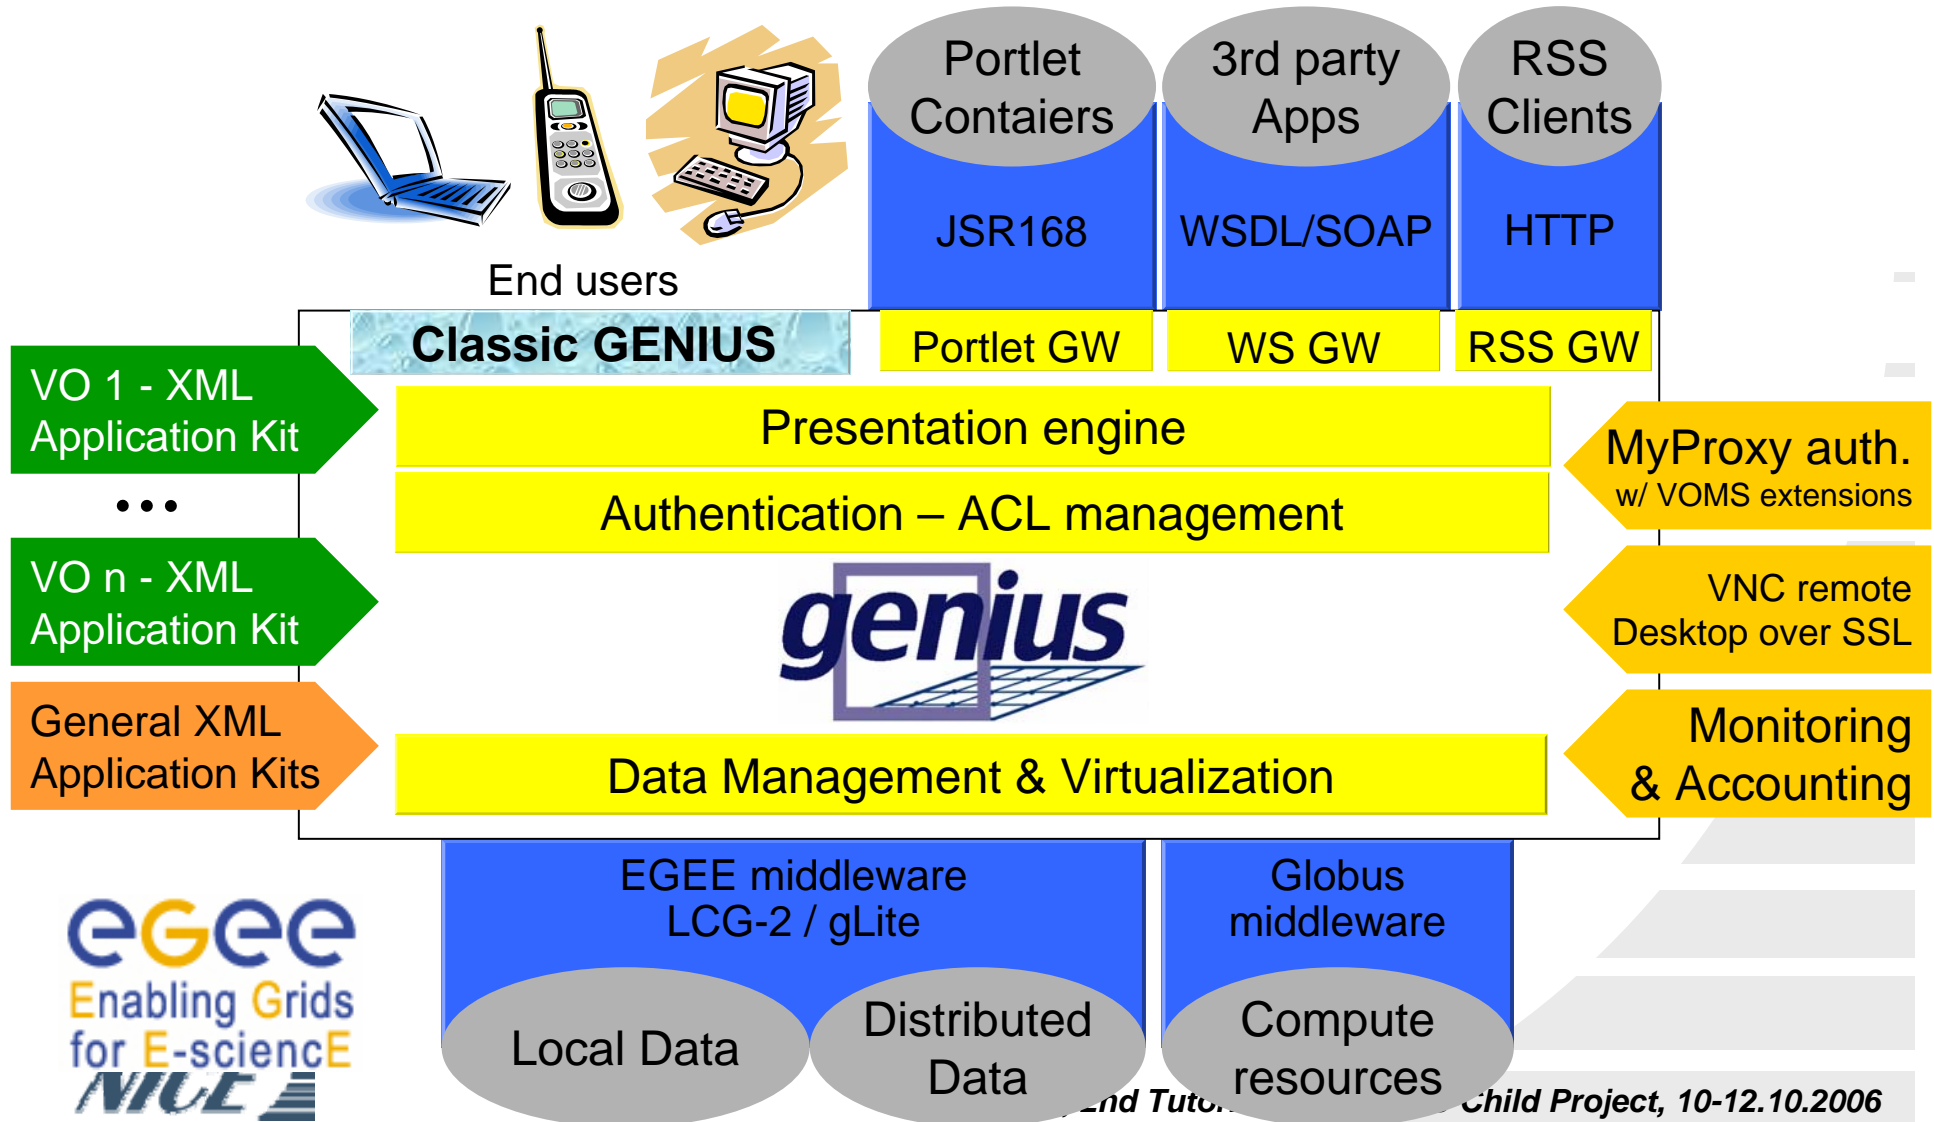 Portlet
Contaiers
3rd party
Apps
RSS
Clients
JSR168
WSDL/SOAP
HTTP
End users
Classic GENIUS
Portlet GW
WS GW
RSS GW
VO 1 - XML
Application Kit
Presentation engine
MyProxy auth.
w/ VOMS extensions
...
Authentication – ACL management
VO n - XML
Application Kit
genius
VNC remote
Desktop over SSL
General XML
Application Kits
Data Management & Virtualization
Monitoring
& Accounting
EGEE middleware
LCG-2 / gLite
Globus
middleware
egee
Enabling Grids
for E-sciencE
NICE
Local Data
Distributed
Data
Compute
resources
2nd Child Project, 10-12.10.2006